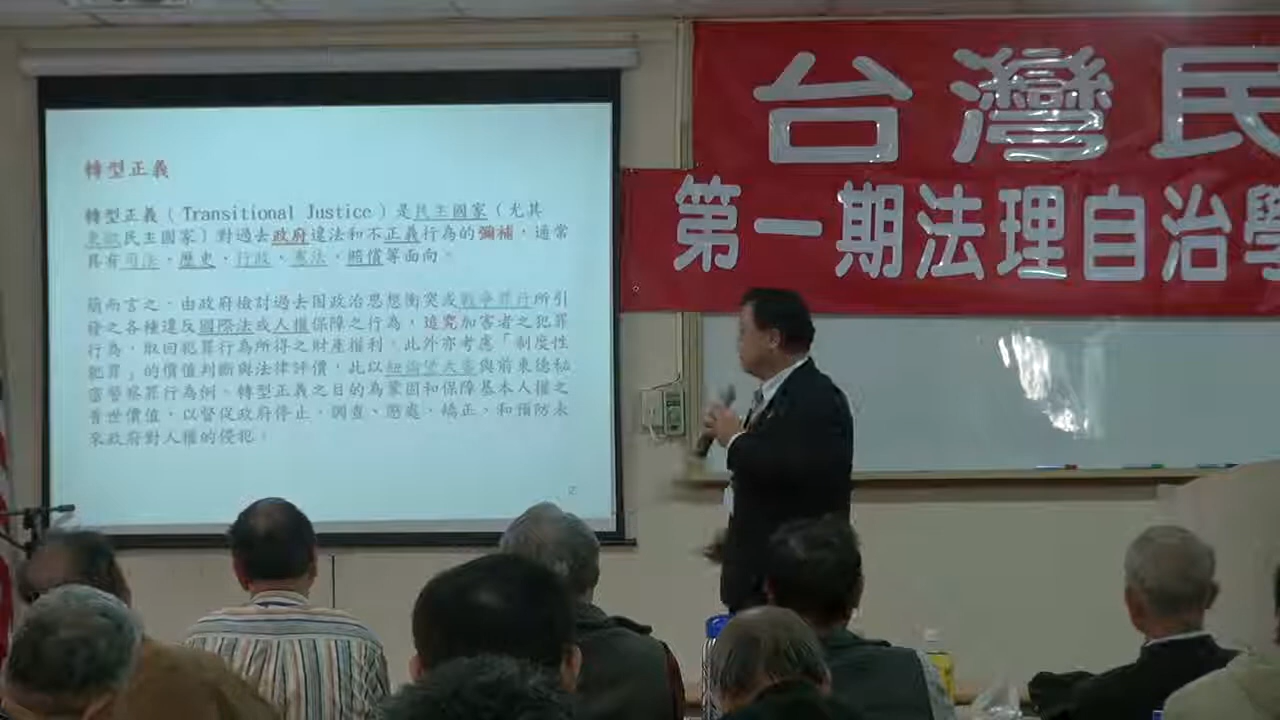 轉型正義
轉型正義（Transitional Justice）是民主國家（尤其
民主國家）對過去政府違法和不正義行為的彌補，通常
具有司法、歷史、行政、憲法、賠償等面向。
簡而言之，由政府檢討過去因政治思想衝突或戰爭罪行所引
發之各種違反國際法或人權保障之行為，追究加害者之犯罪
行為，取回犯罪行為所得之財產權利。此外亦考慮「制度性
犯罪」的價值判斷與法律評價，此以紐倫堡大審與前東德秘
密警察罪行為例。轉型正義之目的為鞏固和保障基本人權之
普世價值，以督促政府停止、調查、懲處、矯正、和預防未
來政府對人權的侵犯。
2
台灣民
第一期法理自治學